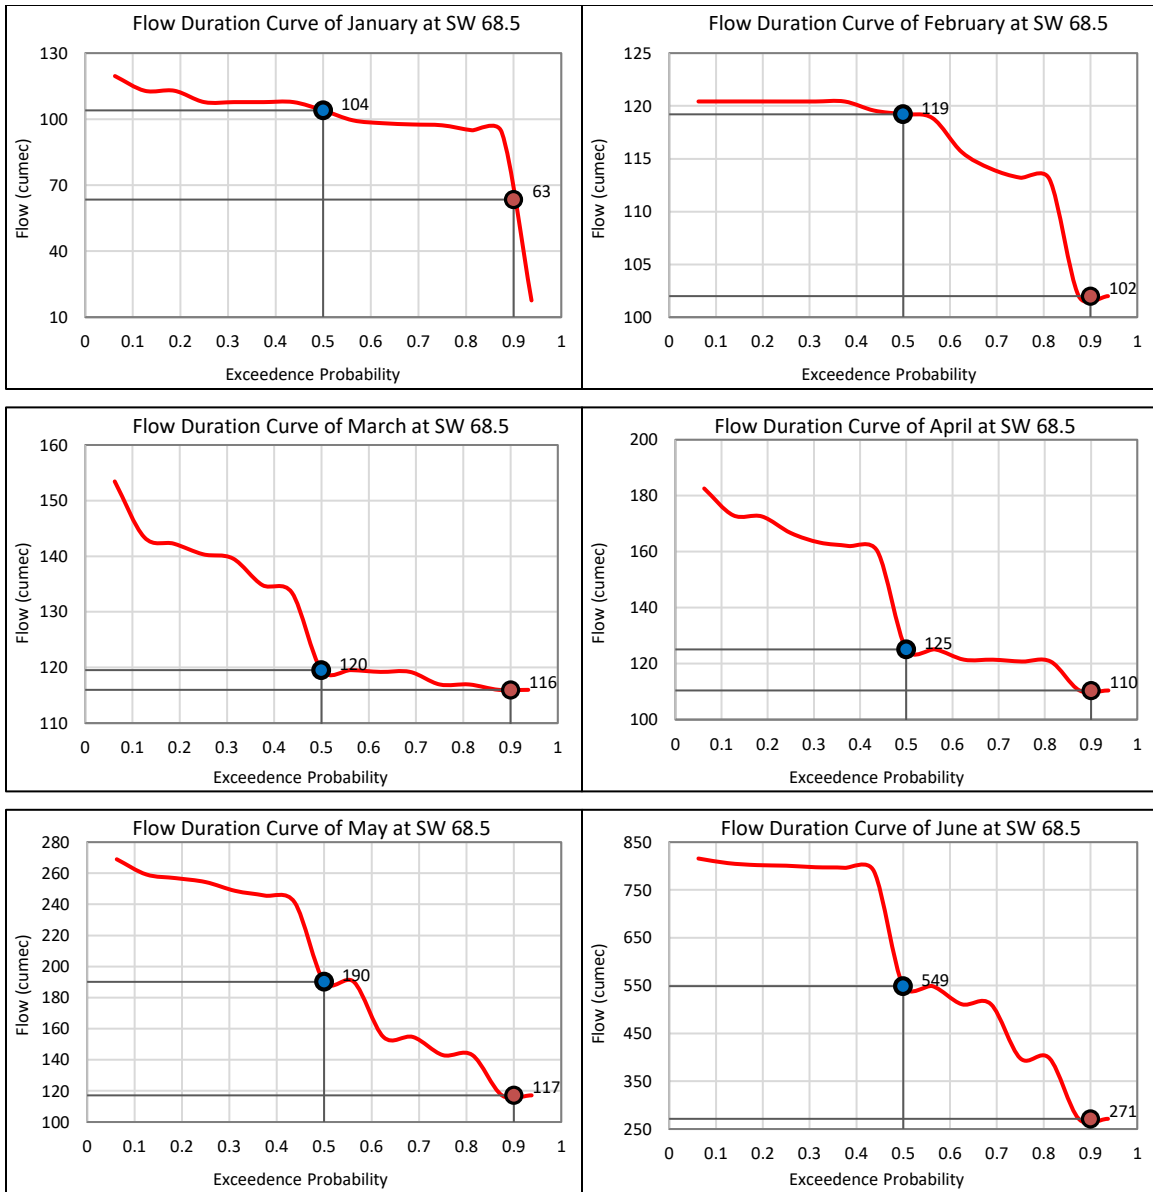 Flow Duration Curve of January at SW 68.5
130
100
70
40
10
Flow (cumec)
104
63
0 0.1 0.2 0.3 0.4 0.5 0.6 0.7 0.8 0.9 1
Exceedence Probability
Flow Duration Curve of February at SW 68.5
125
120
115
110
105
100
Flow (cumec)
119
102
0 0.1 0.2 0.3 0.4 0.5 0.6 0.7 0.8 0.9 1
Exceedence Probability
Flow Duration Curve of March at SW 68.5
160
150
140
130
120
110
Flow (cumec)
120
116
0 0.1 0.2 0.3 0.4 0.5 0.6 0.7 0.8 0.9 1
Exceedence Probability
Flow Duration Curve of April at SW 68.5
200
180
160
140
120
100
Flow (cumec)
125
110
0 0.1 0.2 0.3 0.4 0.5 0.6 0.7 0.8 0.9 1
Exceedence Probability
Flow Duration Curve of May at SW 68.5
280
260
240
220
200
180
160
140
120
100
Flow (cumec)
190
117
0 0.1 0.2 0.3 0.4 0.5 0.6 0.7 0.8 0.9 1
Exceedence Probability
Flow Duration Curve of June at SW 68.5
850
750
650
550
450
350
250
Flow (cumec)
549
271
0 0.1 0.2 0.3 0.4 0.5 0.6 0.7 0.8 0.9 1
Exceedence Probability